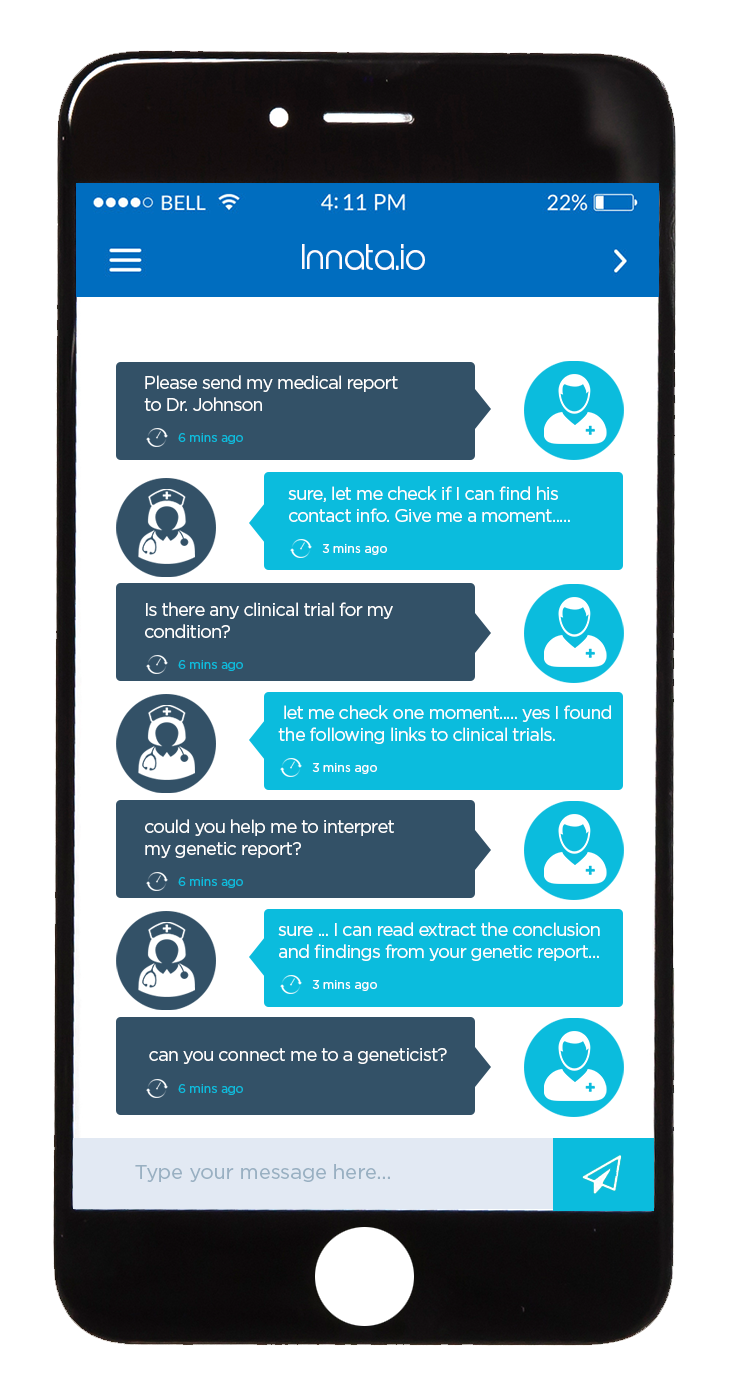 BELL 4:11 PM 22%
Innata.io
Please send my medical report
to Dr. Johnson
6 mins ago
sure, let me check if I can find his
contact info. Give me a moment.....
3 mins ago
Is there any clinical trial for my
condition?
6 mins ago
let me check one moment..... yes I found
the following links to clinical trials.
3 mins ago
could you help me to interpret
my genetic report?
6 mins ago
sure ... I can read extract the conclusion
and findings from your genetic report...
3 mins ago
can you connect me to a geneticist?
6 mins ago
Type your message here...